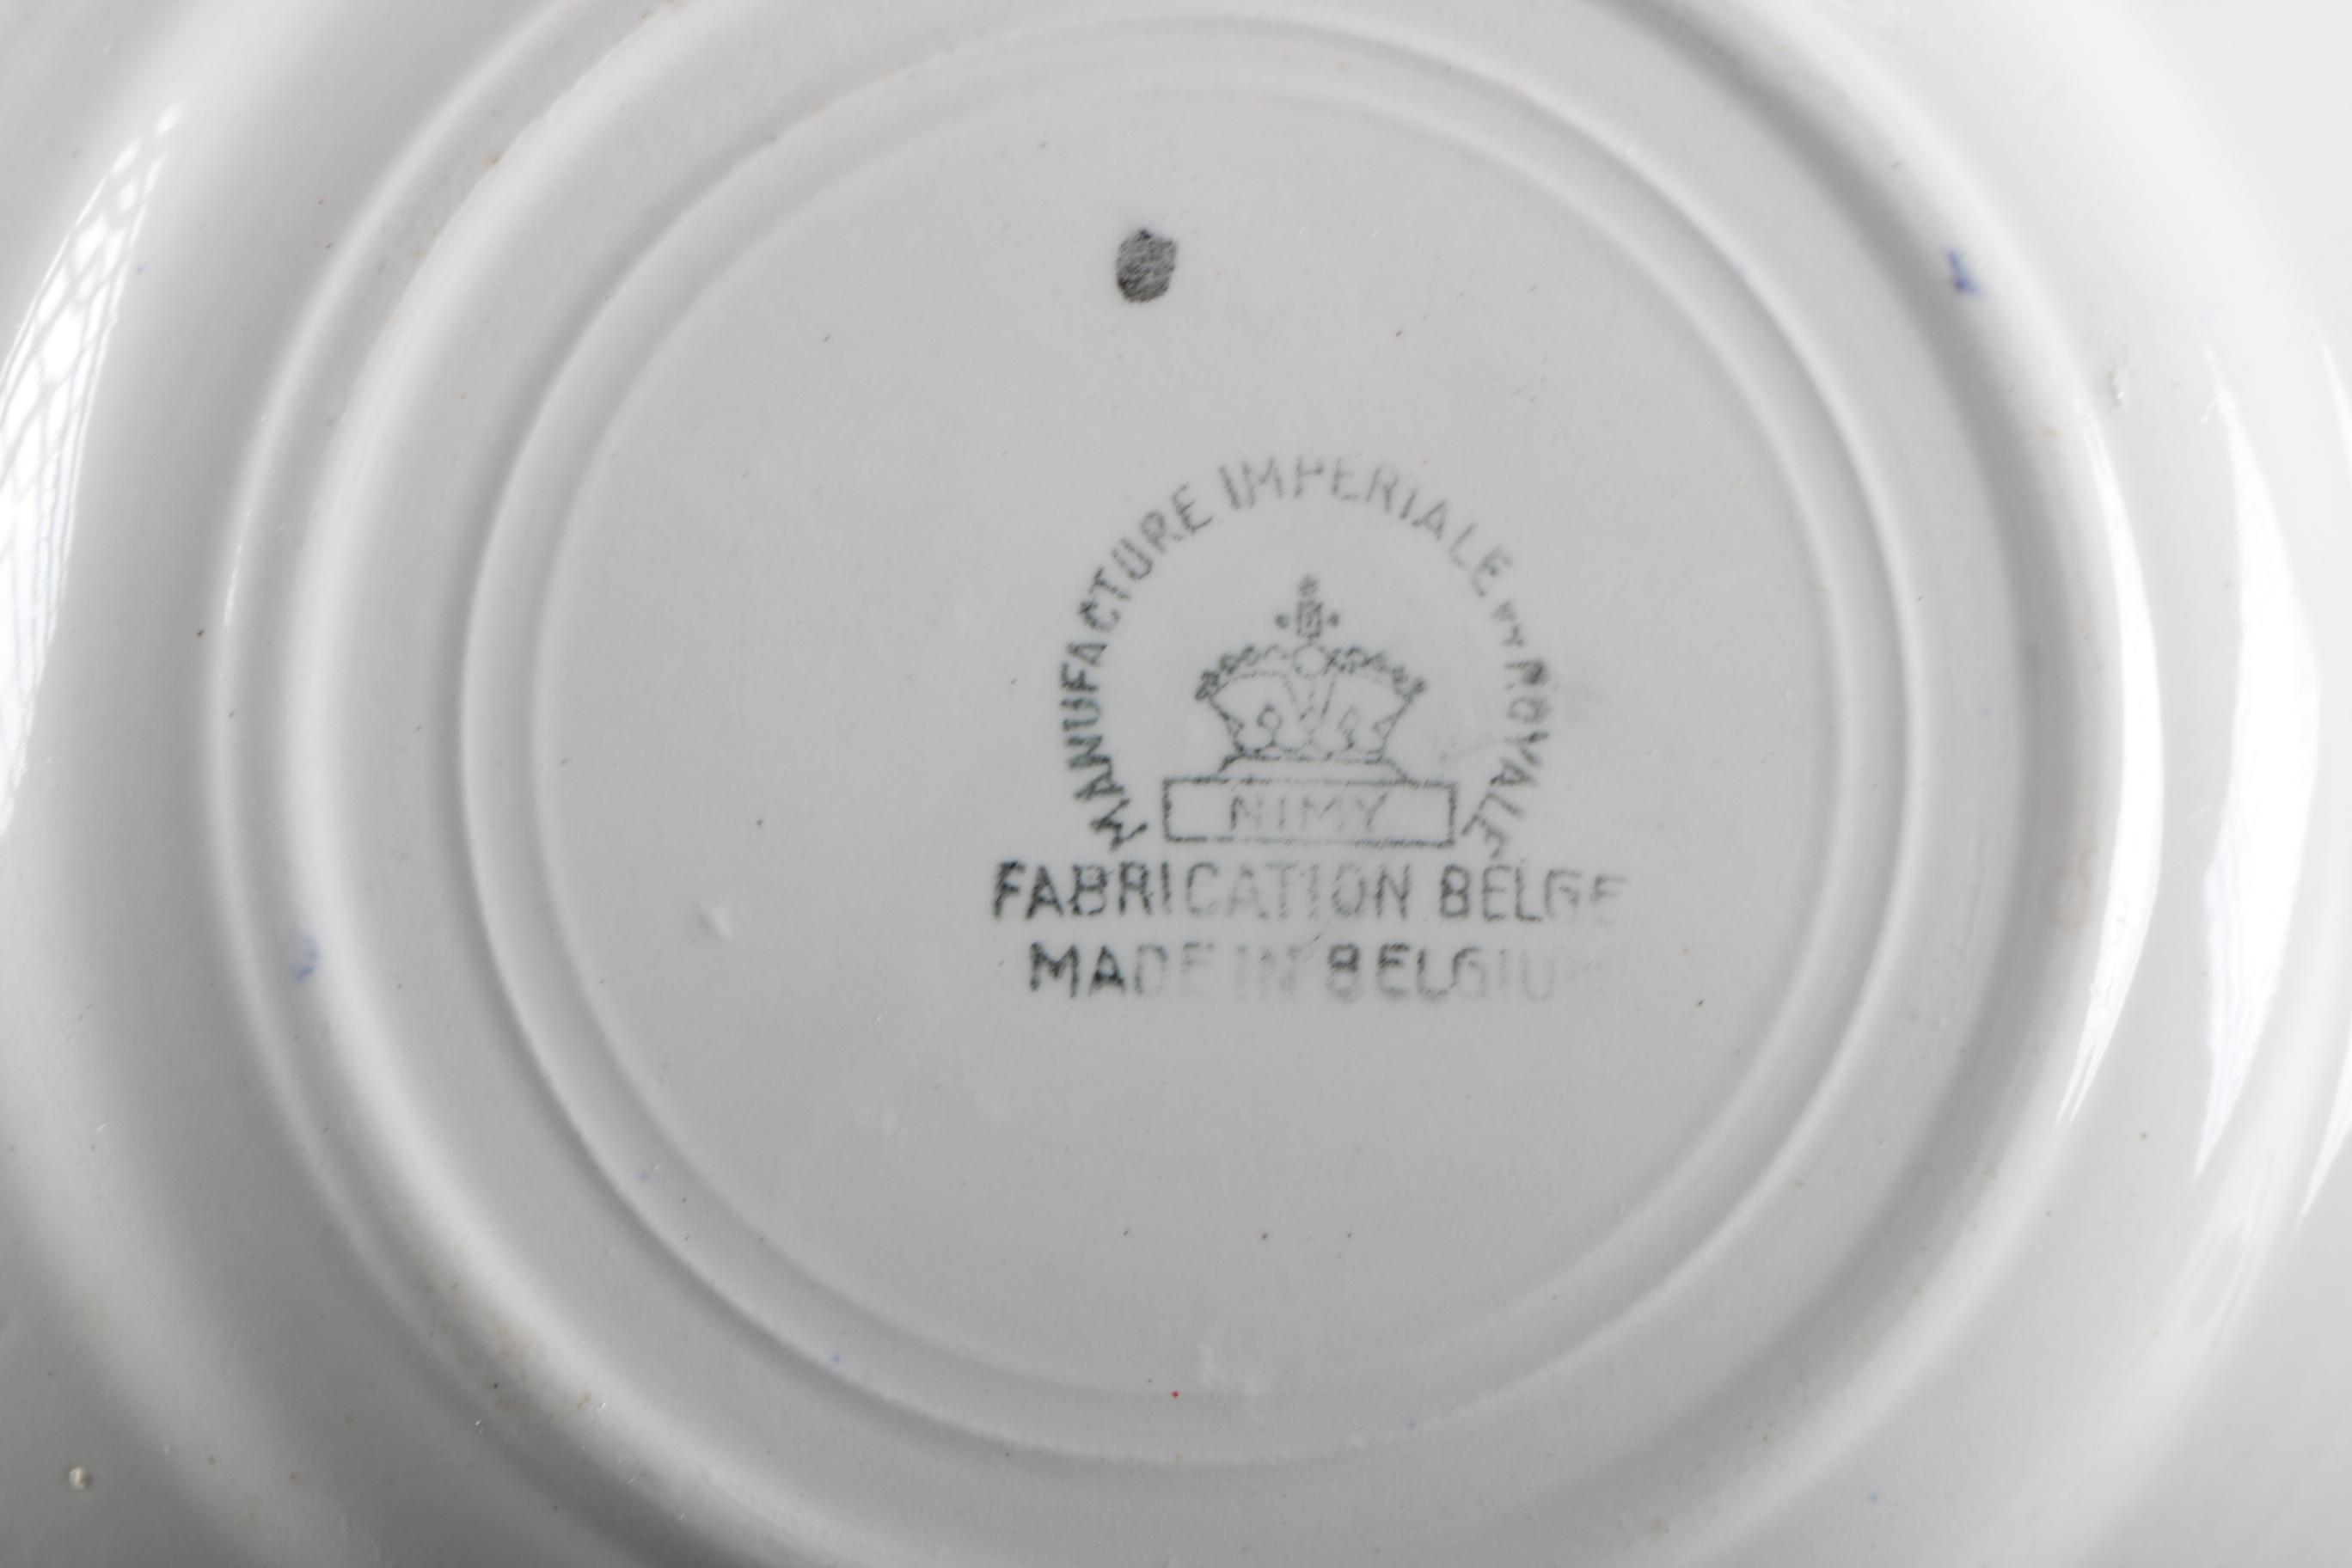 MANUFACTURE IMPERIALE ET ROYALE
NIMY
FABRICATION BELGE
MADE IN BELGIUM